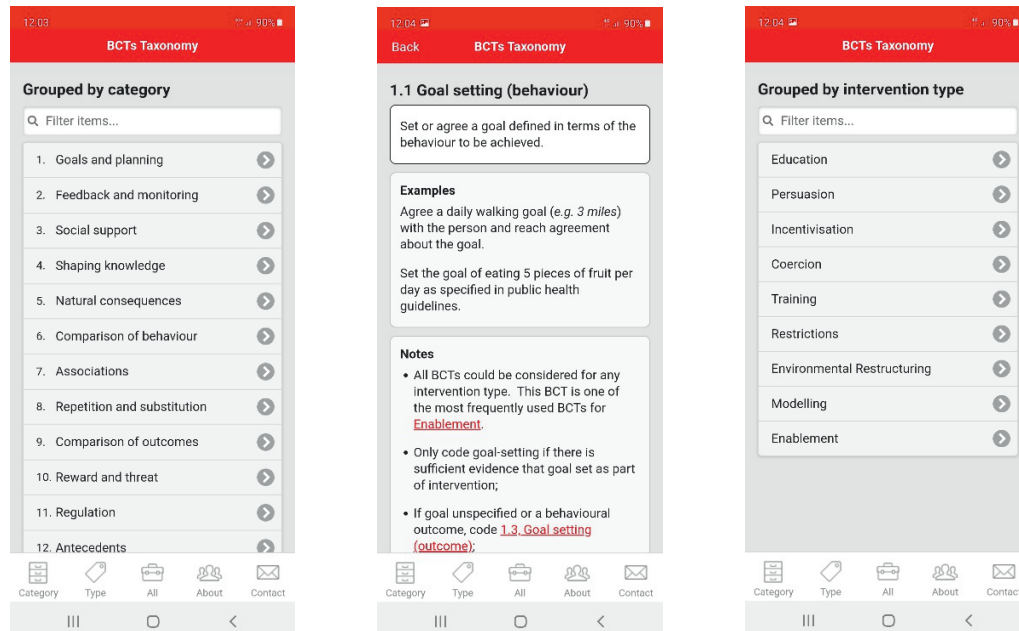 12:03
90%
BCTs Taxonomy
Grouped by category
Filter items...
1. Goals and planning
2. Feedback and monitoring
3. Social support
4. Shaping knowledge
5. Natural consequences
6. Comparison of behaviour
7. Associations
8. Repetition and substitution
9. Comparison of outcomes
10. Reward and threat
11. Regulation
12. Antecedents
Category Type All About Contact
12:04
90%
Back BCTs Taxonomy
1.1 Goal setting (behaviour)
Set or agree a goal defined in terms of the
behaviour to be achieved.
Examples
Agree a daily walking goal (e.g. 3 miles)
with the person and reach agreement
about the goal.
Set the goal of eating 5 pieces of fruit per
day as specified in public health
guidelines.
Notes
• All BCTs could be considered for any
intervention type. This BCT is one of
the most frequently used BCTs for
Enablement.
• Only code goal-setting if there is
sufficient evidence that goal set as part
of intervention;
• If goal unspecified or a behavioural
outcome, code 1.3, Goal setting
(outcome);
Category Type All About Contact
12:04
90%
BCTs Taxonomy
Grouped by intervention type
Filter items...
Education
Persuasion
Incentivisation
Coercion
Training
Restrictions
Environmental Restructuring
Modelling
Enablement
Category Type All About Contac